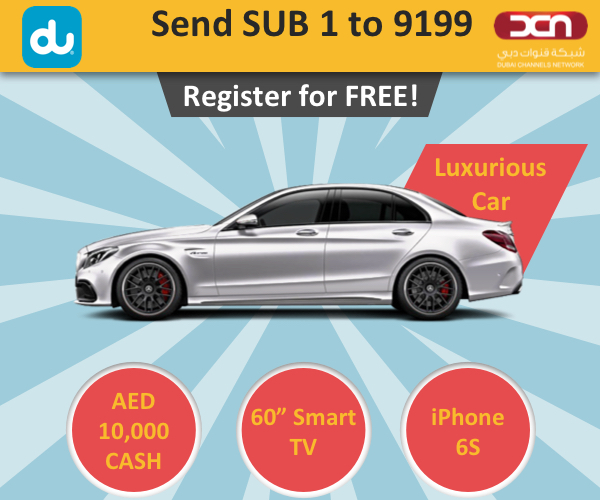 du
Send SUB 1 to 9199
DCN
شبكة قنوات دبي
DUBAI CHANNELS NETWORK
Register for FREE!
Luxurious
Car
AED
10,000
CASH
60” Smart
TV
iPhone
6S